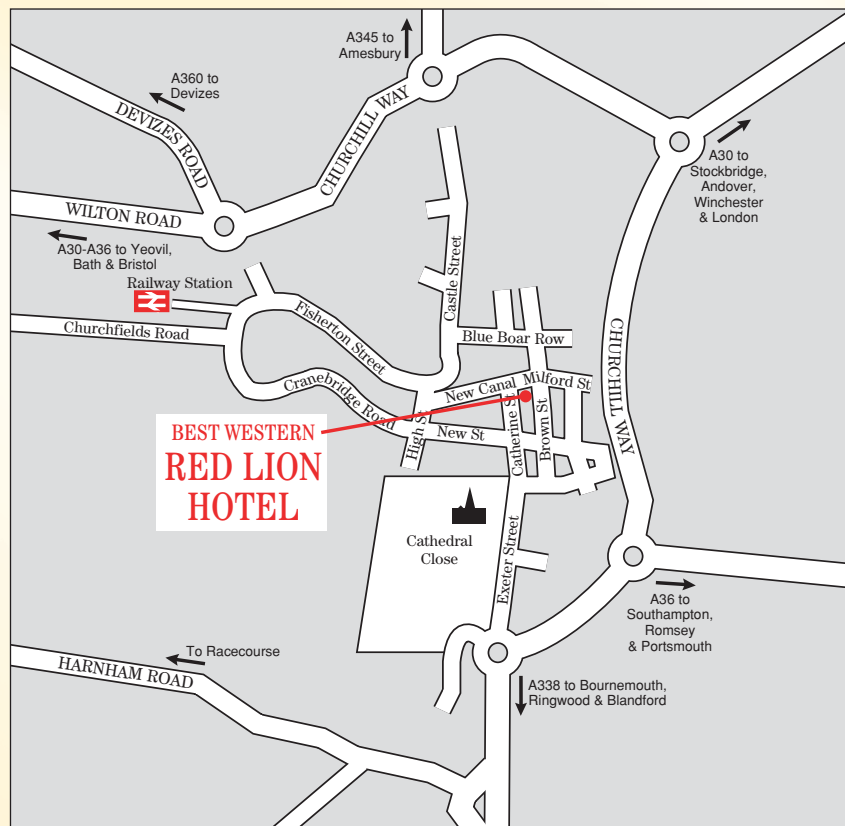 A345 to
Amesbury
A360 to
Devizes
DEVIZES ROAD
CHURCHILL WAY
A30 to
Stockbridge,
Andover,
Winchester
& London
WILTON ROAD
A30-A36 to Yeovil,
Bath & Bristol
Railway Station
Churchfields Road
Fisherton Street
Castle Street
Blue Boar Row
CHURCHILL WAY
Cranebridge Road
New Canal
Milford St
High St
New St
Catherine St
Brown St
BEST WESTERN
RED LION
HOTEL
Cathedral
Close
Exeter Street
A36 to
Southampton,
Romsey
& Portsmouth
To Racecourse
HARNHAM ROAD
A338 to Bournemouth,
Ringwood & Blandford